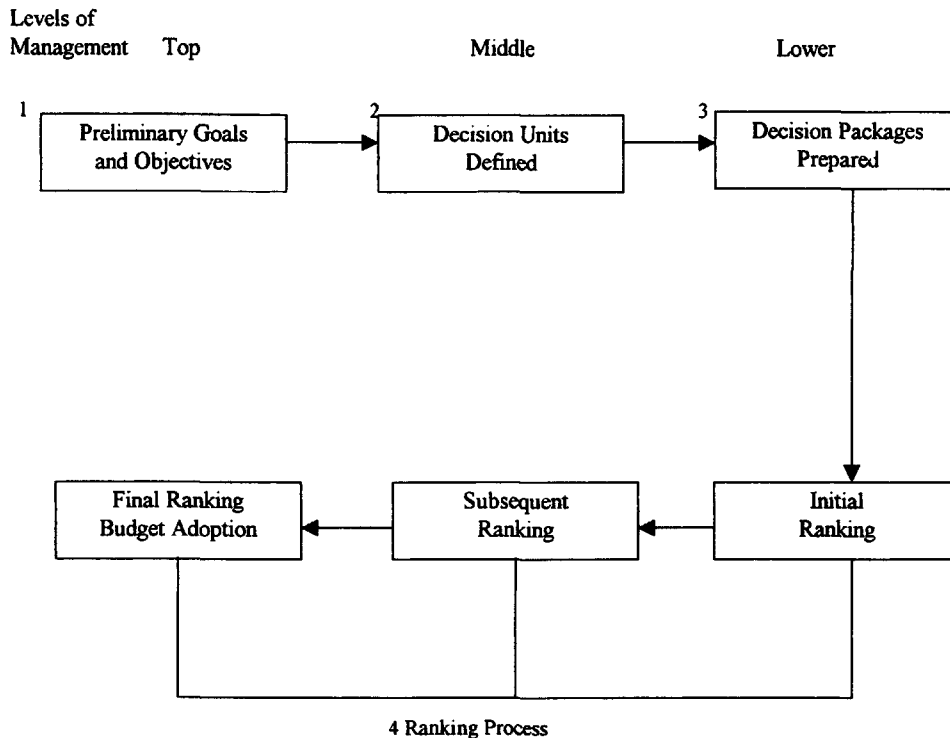 Levels of
Management Top Middle Lower
1 2 3
Preliminary Goals
and Objectives
Decision Units
Defined
Decision Packages
Prepared
Final Ranking
Budget Adoption
Subsequent
Ranking
Initial
Ranking
4 Ranking Process